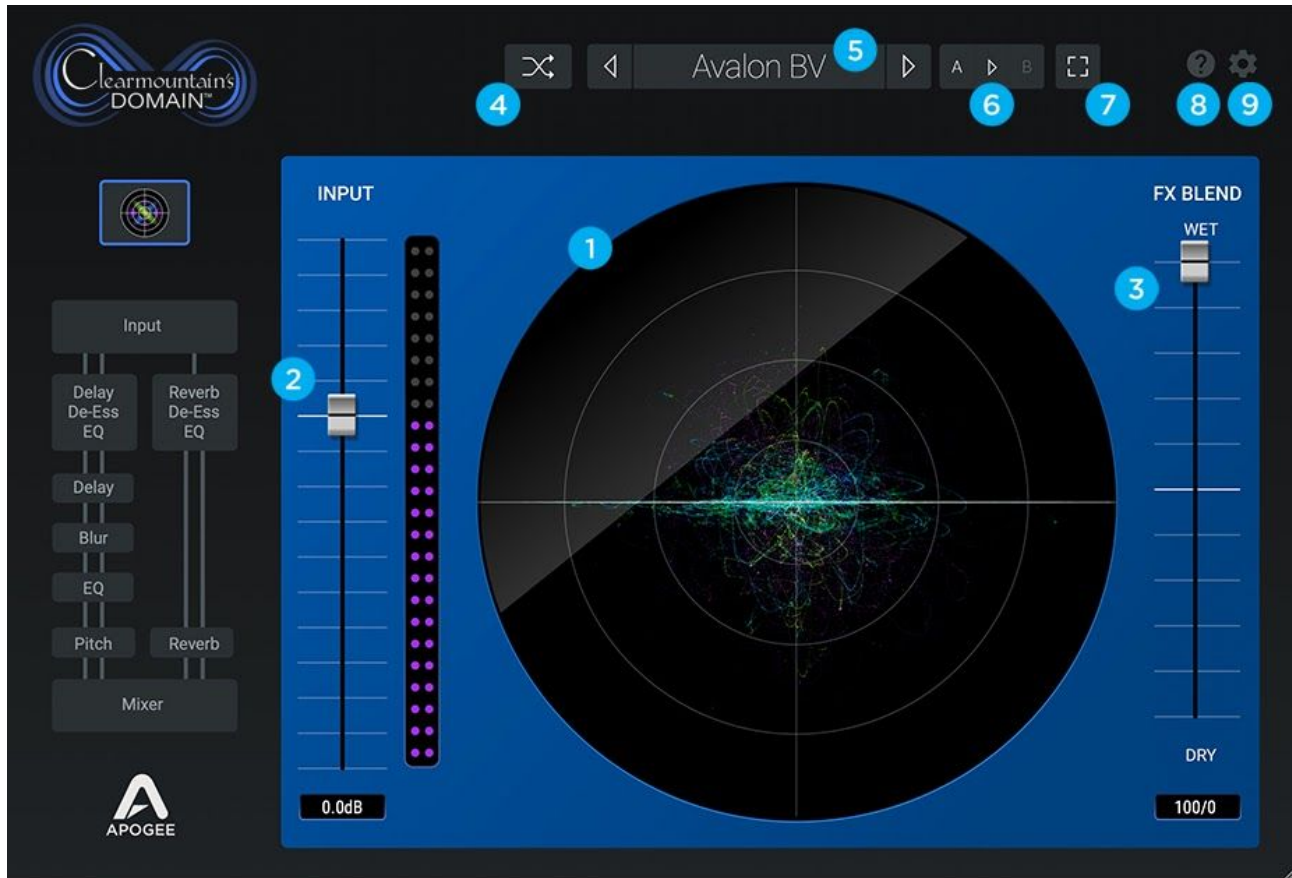 Clearmountain's
DOMAIN™
Avalon BV
A
B
4
5
6
7
8
9
?
INPUT
1
2
0.0dB
FX BLEND
WET
3
DRY
100/0
Input
Delay
De-Ess
EQ
Reverb
De-Ess
EQ
Delay
Blur
EQ
Pitch
Reverb
Mixer
APOGEE